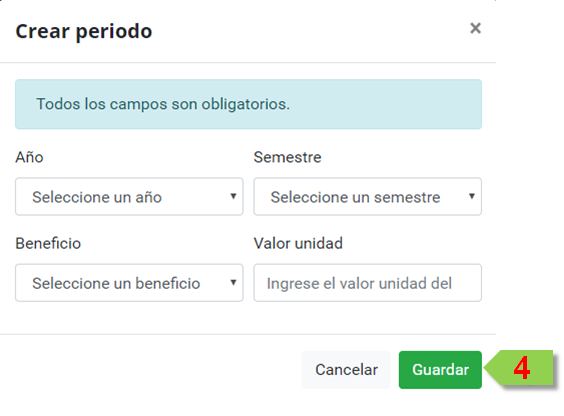 Crear periodo ×
Todos los campos son obligatorios.
Año Semestre
Seleccione un año Seleccione un semestre
Beneficio Valor unidad
Seleccione un beneficio Ingrese el valor unidad del
Cancelar Guardar 4